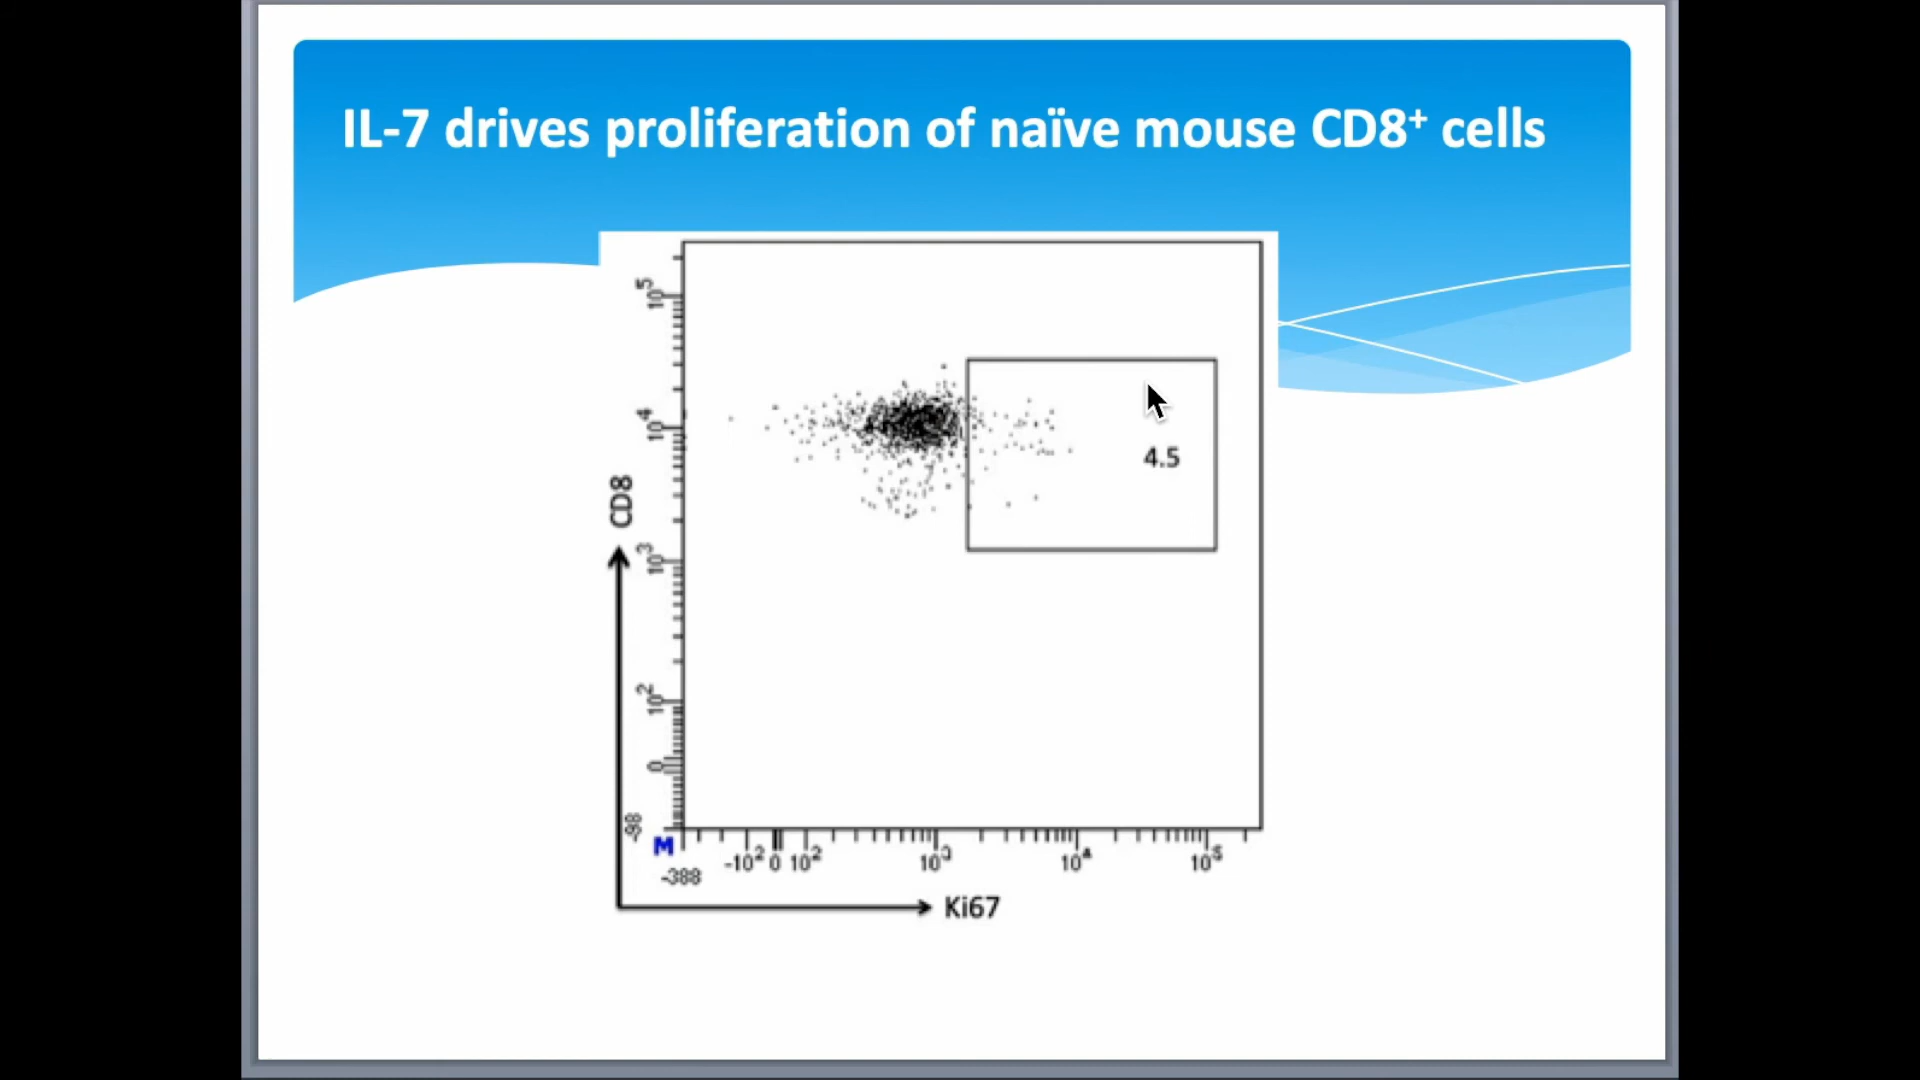 IL-7 drives proliferation of naïve mouse CD8⁺ cells
10⁵
10⁴
10³
10²
0
-98
CD8
4.5
M
-388
-10² 0 10² 10³ 10⁴ 10⁵
Ki67